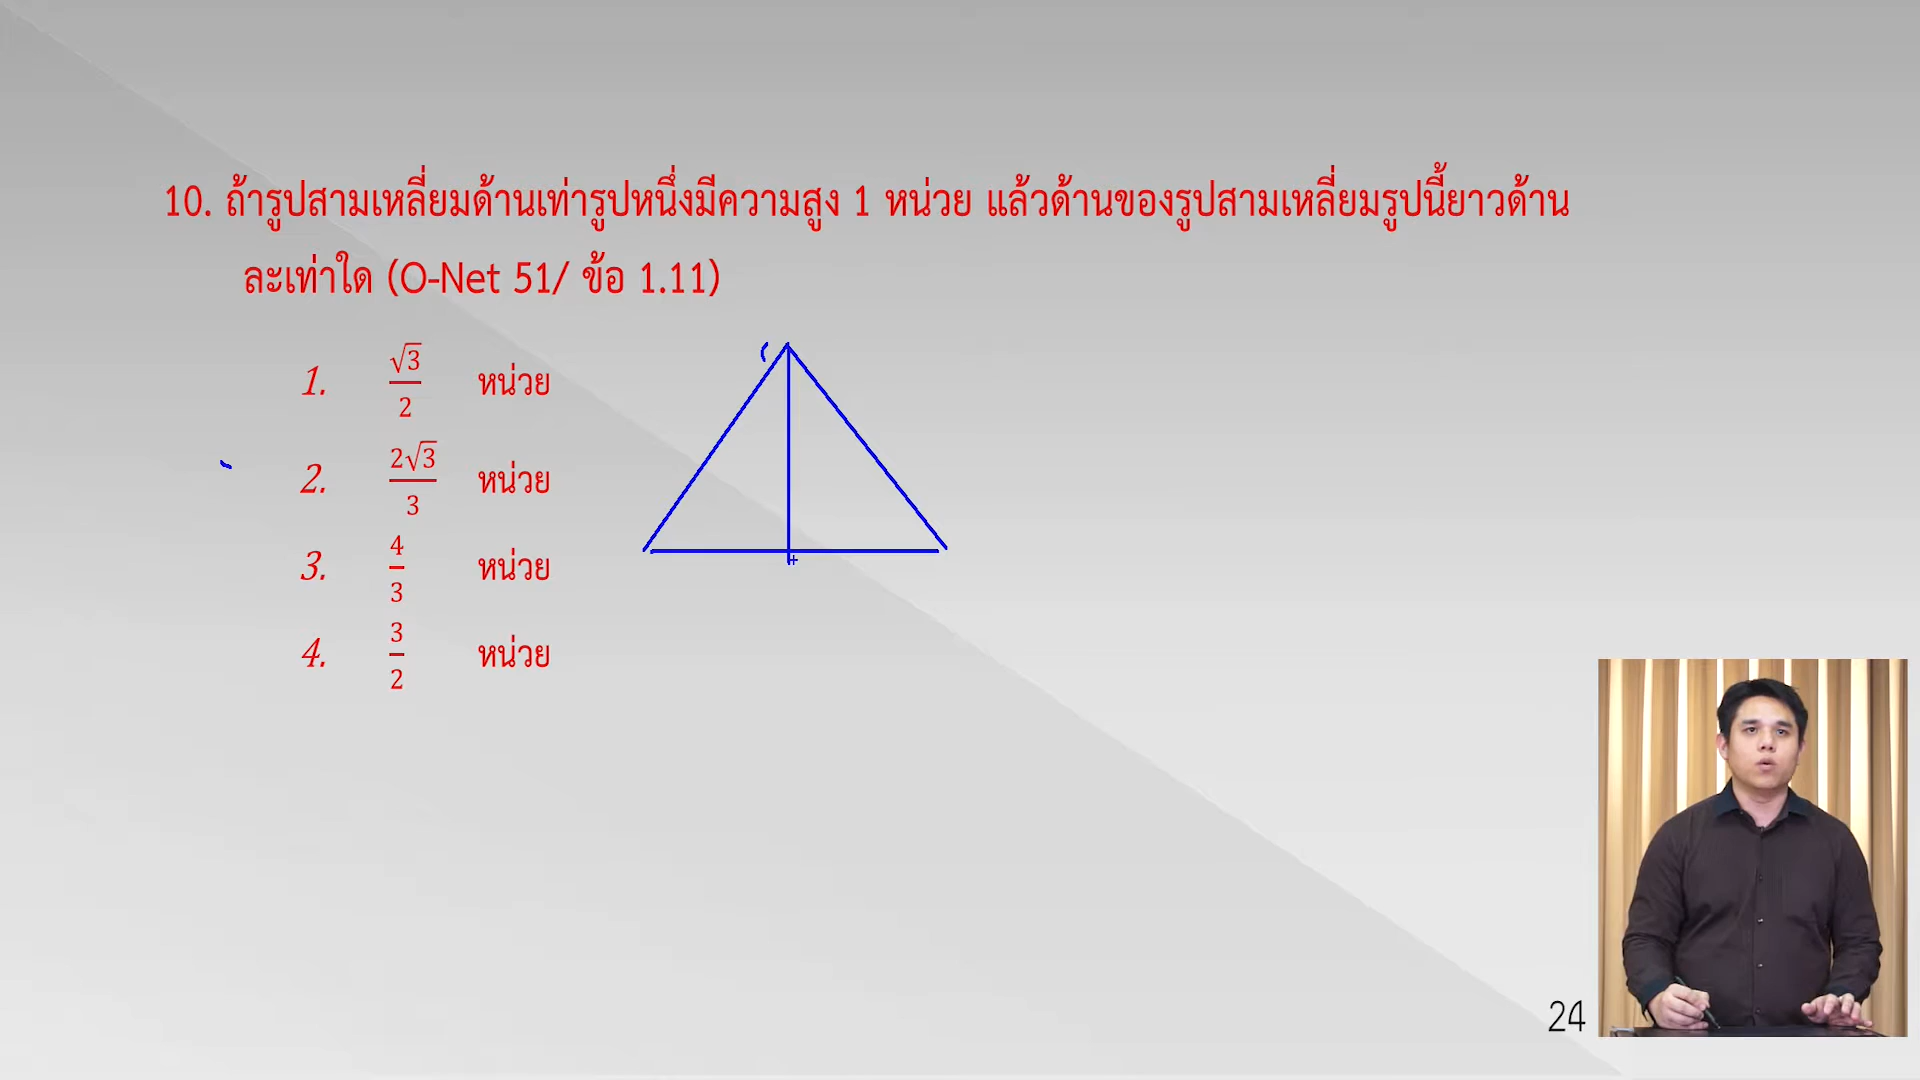 10. ถ้ารูปสามเหลี่ยมด้านเท่ารูปหนึ่งมีความสูง 1 หน่วย แล้วด้านของรูปสามเหลี่ยมรูปนี้ยาวด้าน
ละเท่าใด (O-Net 51/ ข้อ 1.11)
1. √3/2 หน่วย
2. 2√3/3 หน่วย
3. 4/3 หน่วย
4. 3/2 หน่วย
24